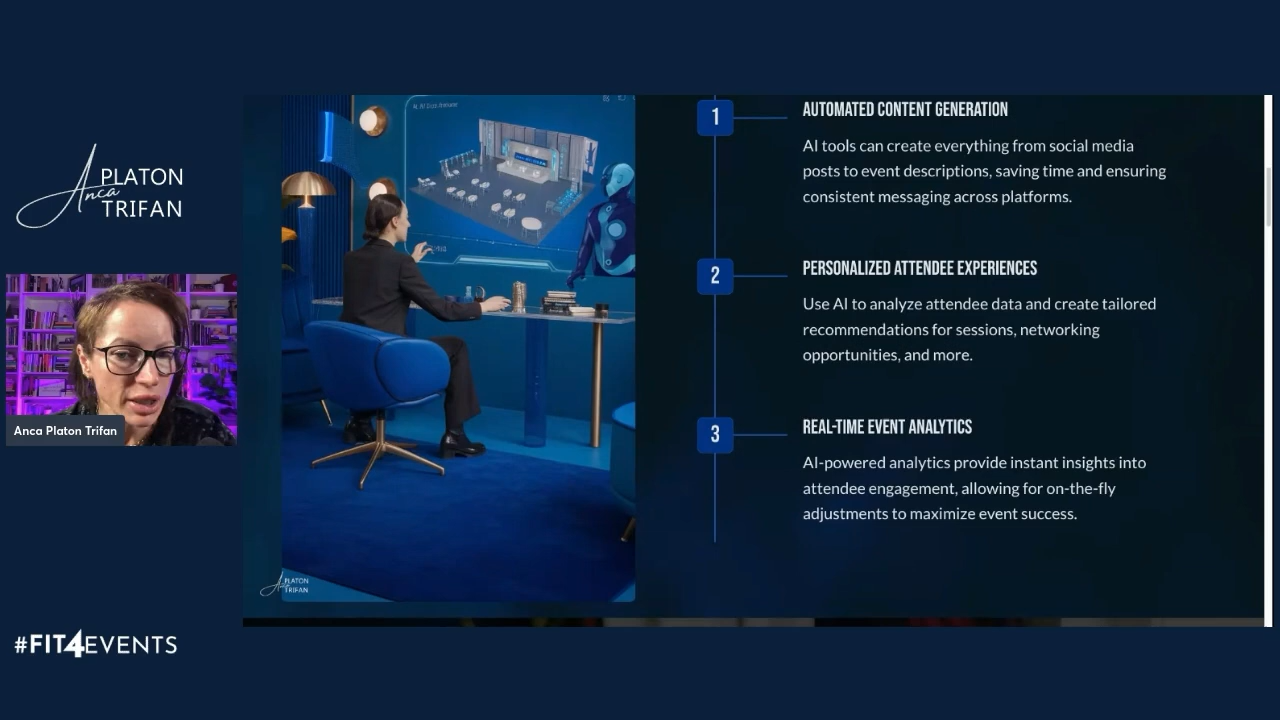 Anca
PLATON
TRIFAN
Anca Platon Trifan
#FIT4EVENTS
1
AUTOMATED CONTENT GENERATION
AI tools can create everything from social media
posts to event descriptions, saving time and ensuring
consistent messaging across platforms.
2
PERSONALIZED ATTENDEE EXPERIENCES
Use AI to analyze attendee data and create tailored
recommendations for sessions, networking
opportunities, and more.
3
REAL-TIME EVENT ANALYTICS
AI-powered analytics provide instant insights into
attendee engagement, allowing for on-the-fly
adjustments to maximize event success.
PLATON
TRIFAN